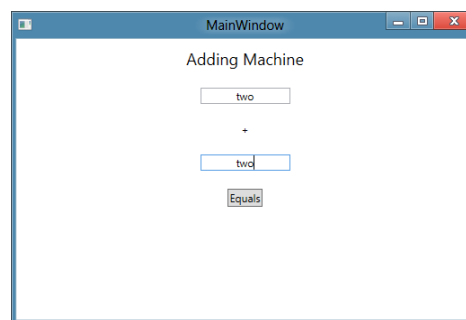 MainWindow
Adding Machine
two
+
two
Equals